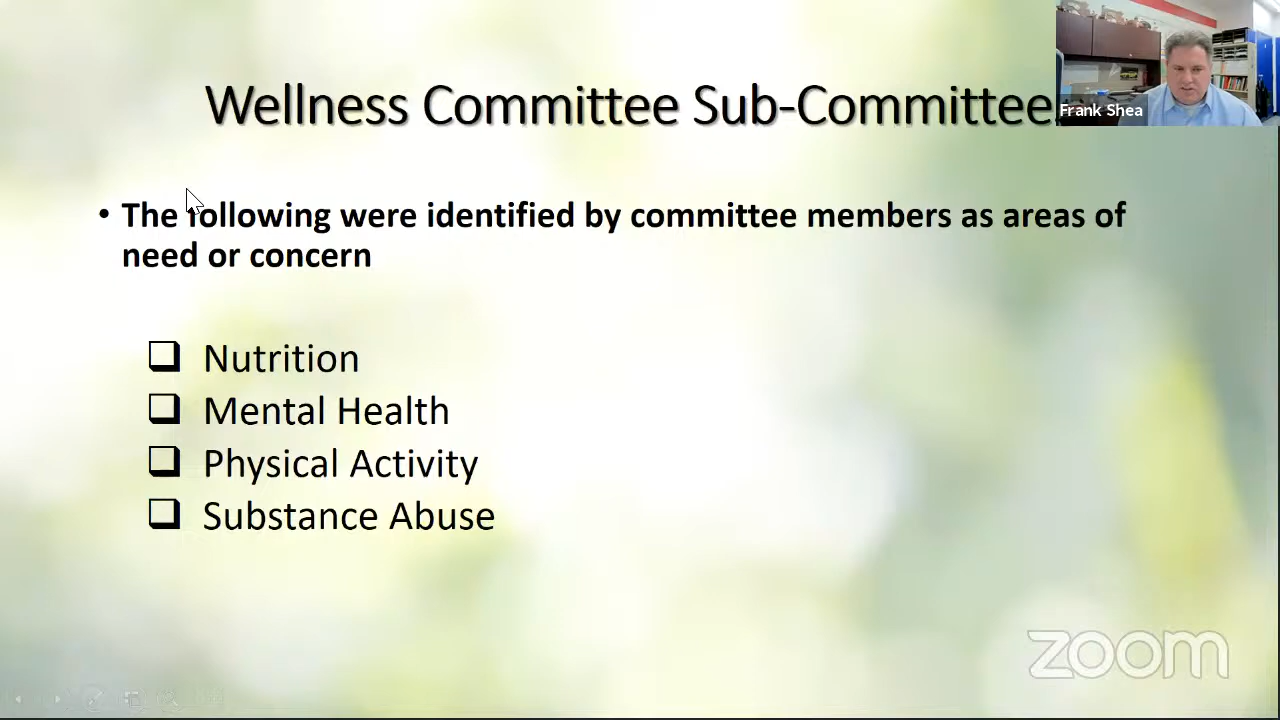 Wellness Committee Sub-Committee
Frank Shea
• The following were identified by committee members as areas of
need or concern
❑ Nutrition
❑ Mental Health
❑ Physical Activity
❑ Substance Abuse
zoom